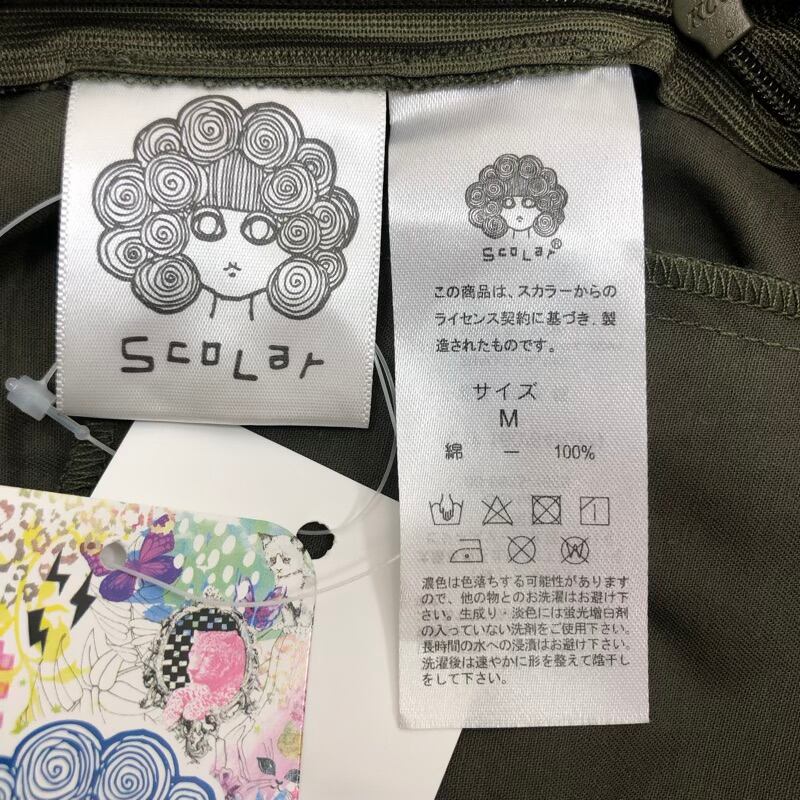 ScoLar
ScoLar®
この商品は、スカラーからの
ライセンス契約に基づき、製
造されたものです。
サイズ
M
綿 － 100%
W
濃色は色落ちする可能性があります
ので、他の物とのお洗濯はお避け下
さい。生成り・淡色には蛍光増白剤
の入っていない洗剤をご使用下さい。
長時間の水への浸漬はお避け下さい。
洗濯後は速やかに形を整えて陰干し
をして下さい。